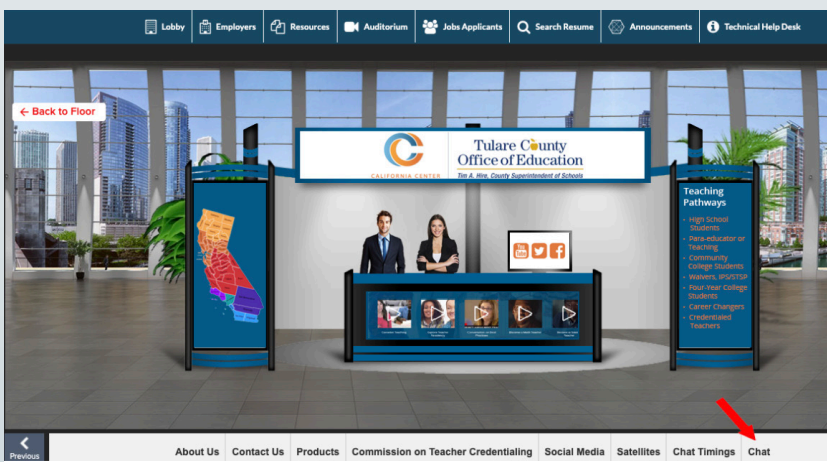 Lobby
Employers
Resources
Auditorium
Jobs Applicants
Search Resume
Announcements
Technical Help Desk
← Back to Floor
CALIFORNIA CENTER
Tulare County
Office of Education
Tim A. Hire, County Superintendent of Schools
Teaching
Pathways
- High School
Students
- Para-educator or
Teaching
- Community
College Students
- Waivers, IPS/STSP
- Four-Year College
Students
- Career Changers
- Credentialed
Teachers
You
Tube
Previous
About Us
Contact Us
Products
Commission on Teacher Credentialing
Social Media
Satellites
Chat Timings
Chat